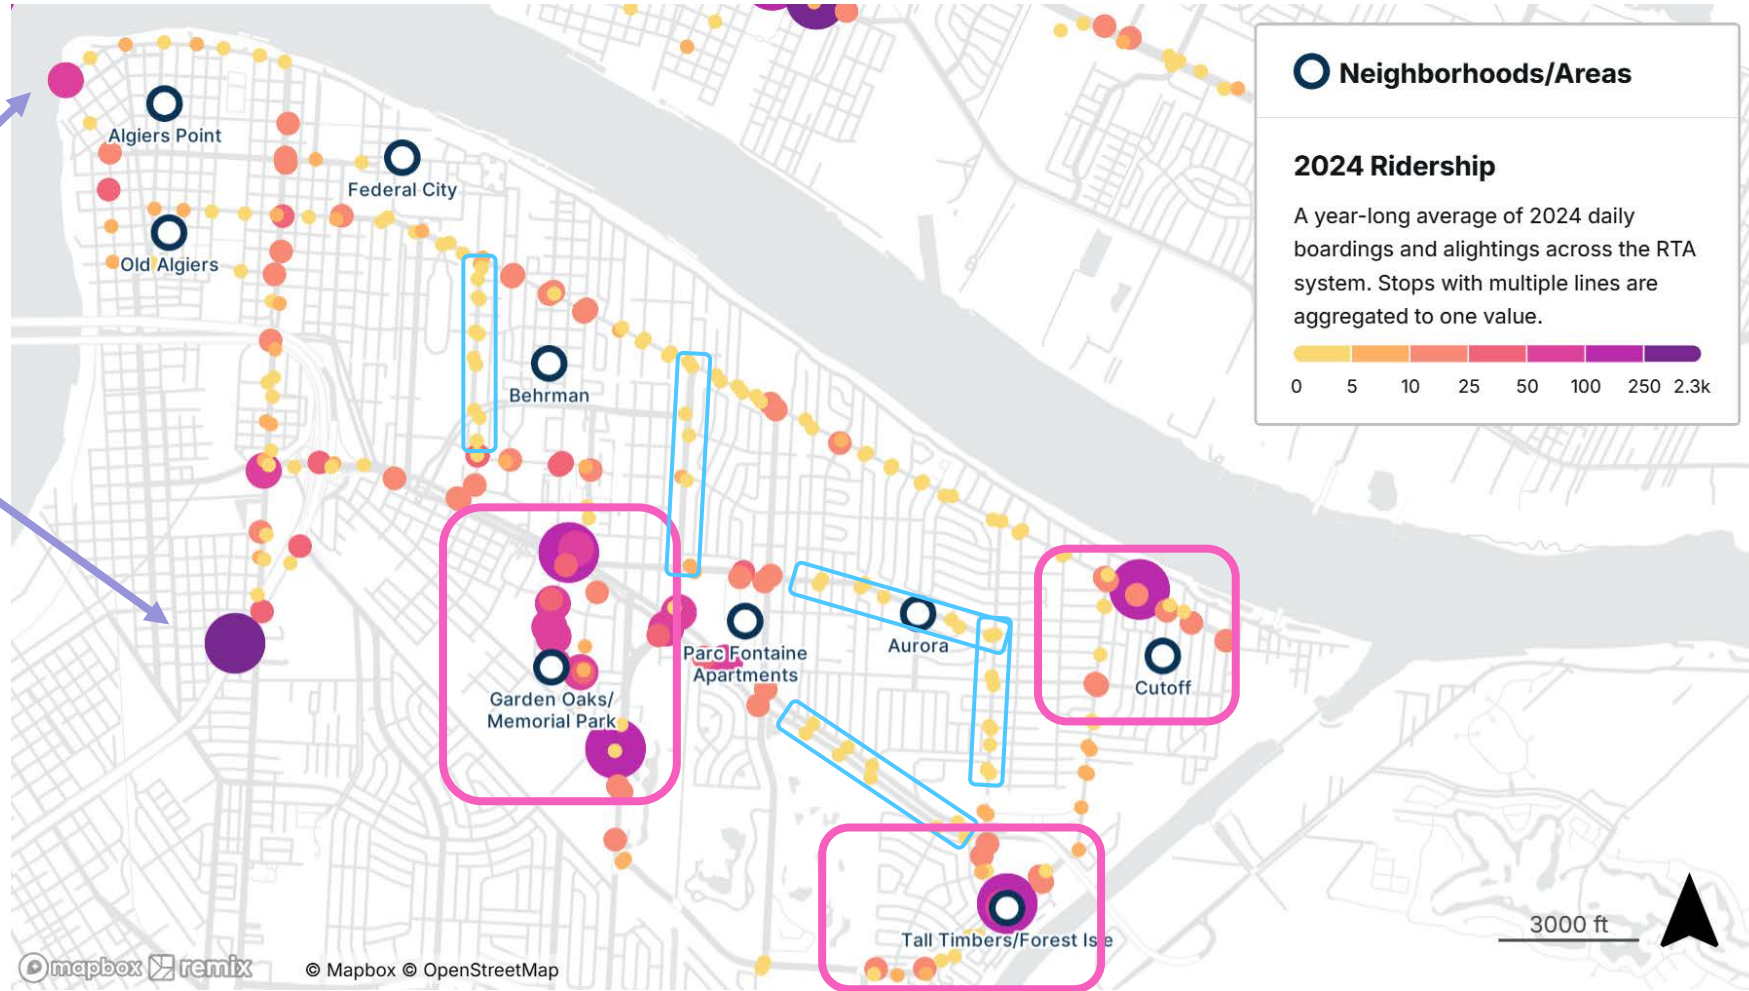 Neighborhoods/Areas
2024 Ridership
A year-long average of 2024 daily
boardings and alightings across the RTA
system. Stops with multiple lines are
aggregated to one value.
0 5 10 25 50 100 250 2.3k
Algiers Point
Federal City
Old Algiers
Behrman
Parc Fontaine
Apartments
Aurora
Cutoff
Garden Oaks/
Memorial Park
Tall Timbers/Forest Isle
3000 ft
mapbox remix
© Mapbox © OpenStreetMap